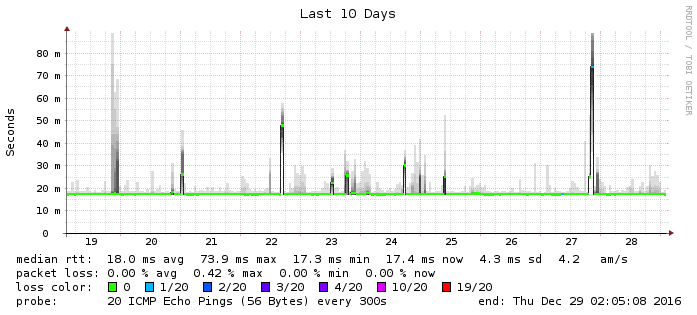 Last 10 Days
RRDTOOL / TOBI OETIKER
Seconds
80 m
70 m
60 m
50 m
40 m
30 m
20 m
10 m
0
19 20 21 22 23 24 25 26 27 28
median rtt: 18.0 ms avg 73.9 ms max 17.3 ms min 17.4 ms now 4.3 ms sd 4.2 am/s
packet loss: 0.00 % avg 0.42 % max 0.00 % min 0.00 % now
loss color: 0 1/20 2/20 3/20 4/20 10/20 19/20
probe: 20 ICMP Echo Pings (56 Bytes) every 300s end: Thu Dec 29 02:05:08 2016